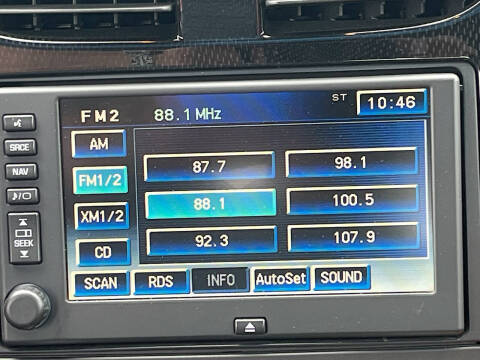 FM2 88.1 MHz ST 10:46
AM
87.7 98.1
FM1/2
88.1 100.5
XM1/2
92.3 107.9
CD
SCAN RDS INFO AutoSet SOUND
SRCE
NAV
SEEK